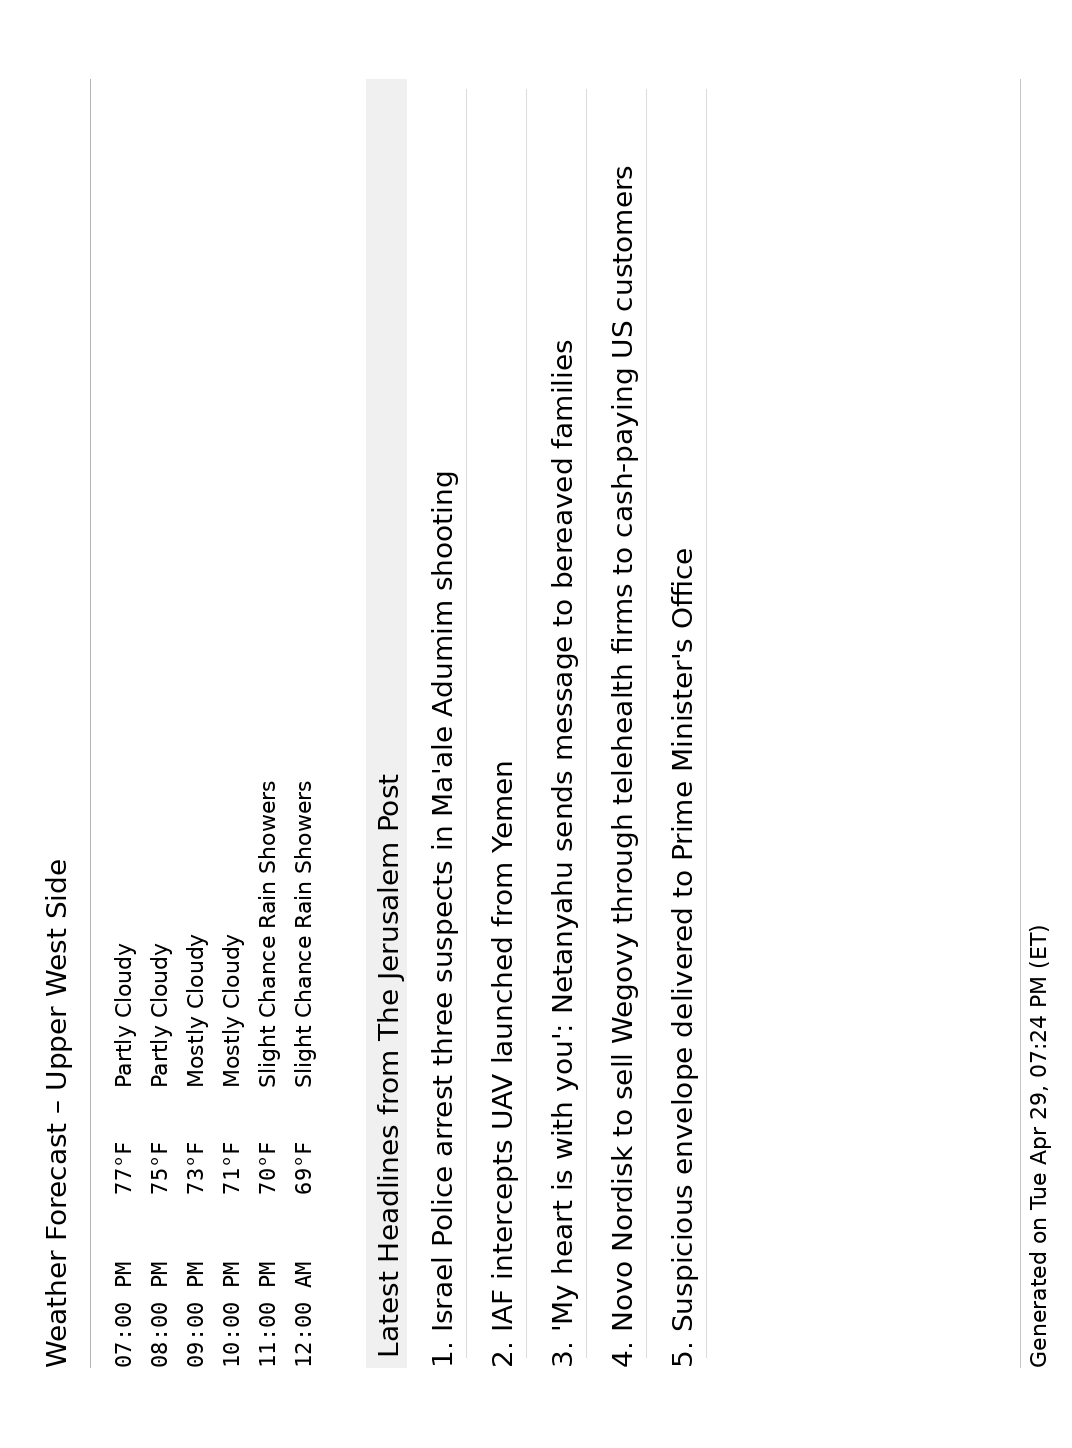 Weather Forecast – Upper West Side
07:00 PM 77°F Partly Cloudy
08:00 PM 75°F Partly Cloudy
09:00 PM 73°F Mostly Cloudy
10:00 PM 71°F Mostly Cloudy
11:00 PM 70°F Slight Chance Rain Showers
12:00 AM 69°F Slight Chance Rain Showers
Latest Headlines from The Jerusalem Post
1. Israel Police arrest three suspects in Ma'ale Adumim shooting
2. IAF intercepts UAV launched from Yemen
3. 'My heart is with you': Netanyahu sends message to bereaved families
4. Novo Nordisk to sell Wegovy through telehealth firms to cash-paying US customers
5. Suspicious envelope delivered to Prime Minister's Office
Generated on Tue Apr 29, 07:24 PM (ET)